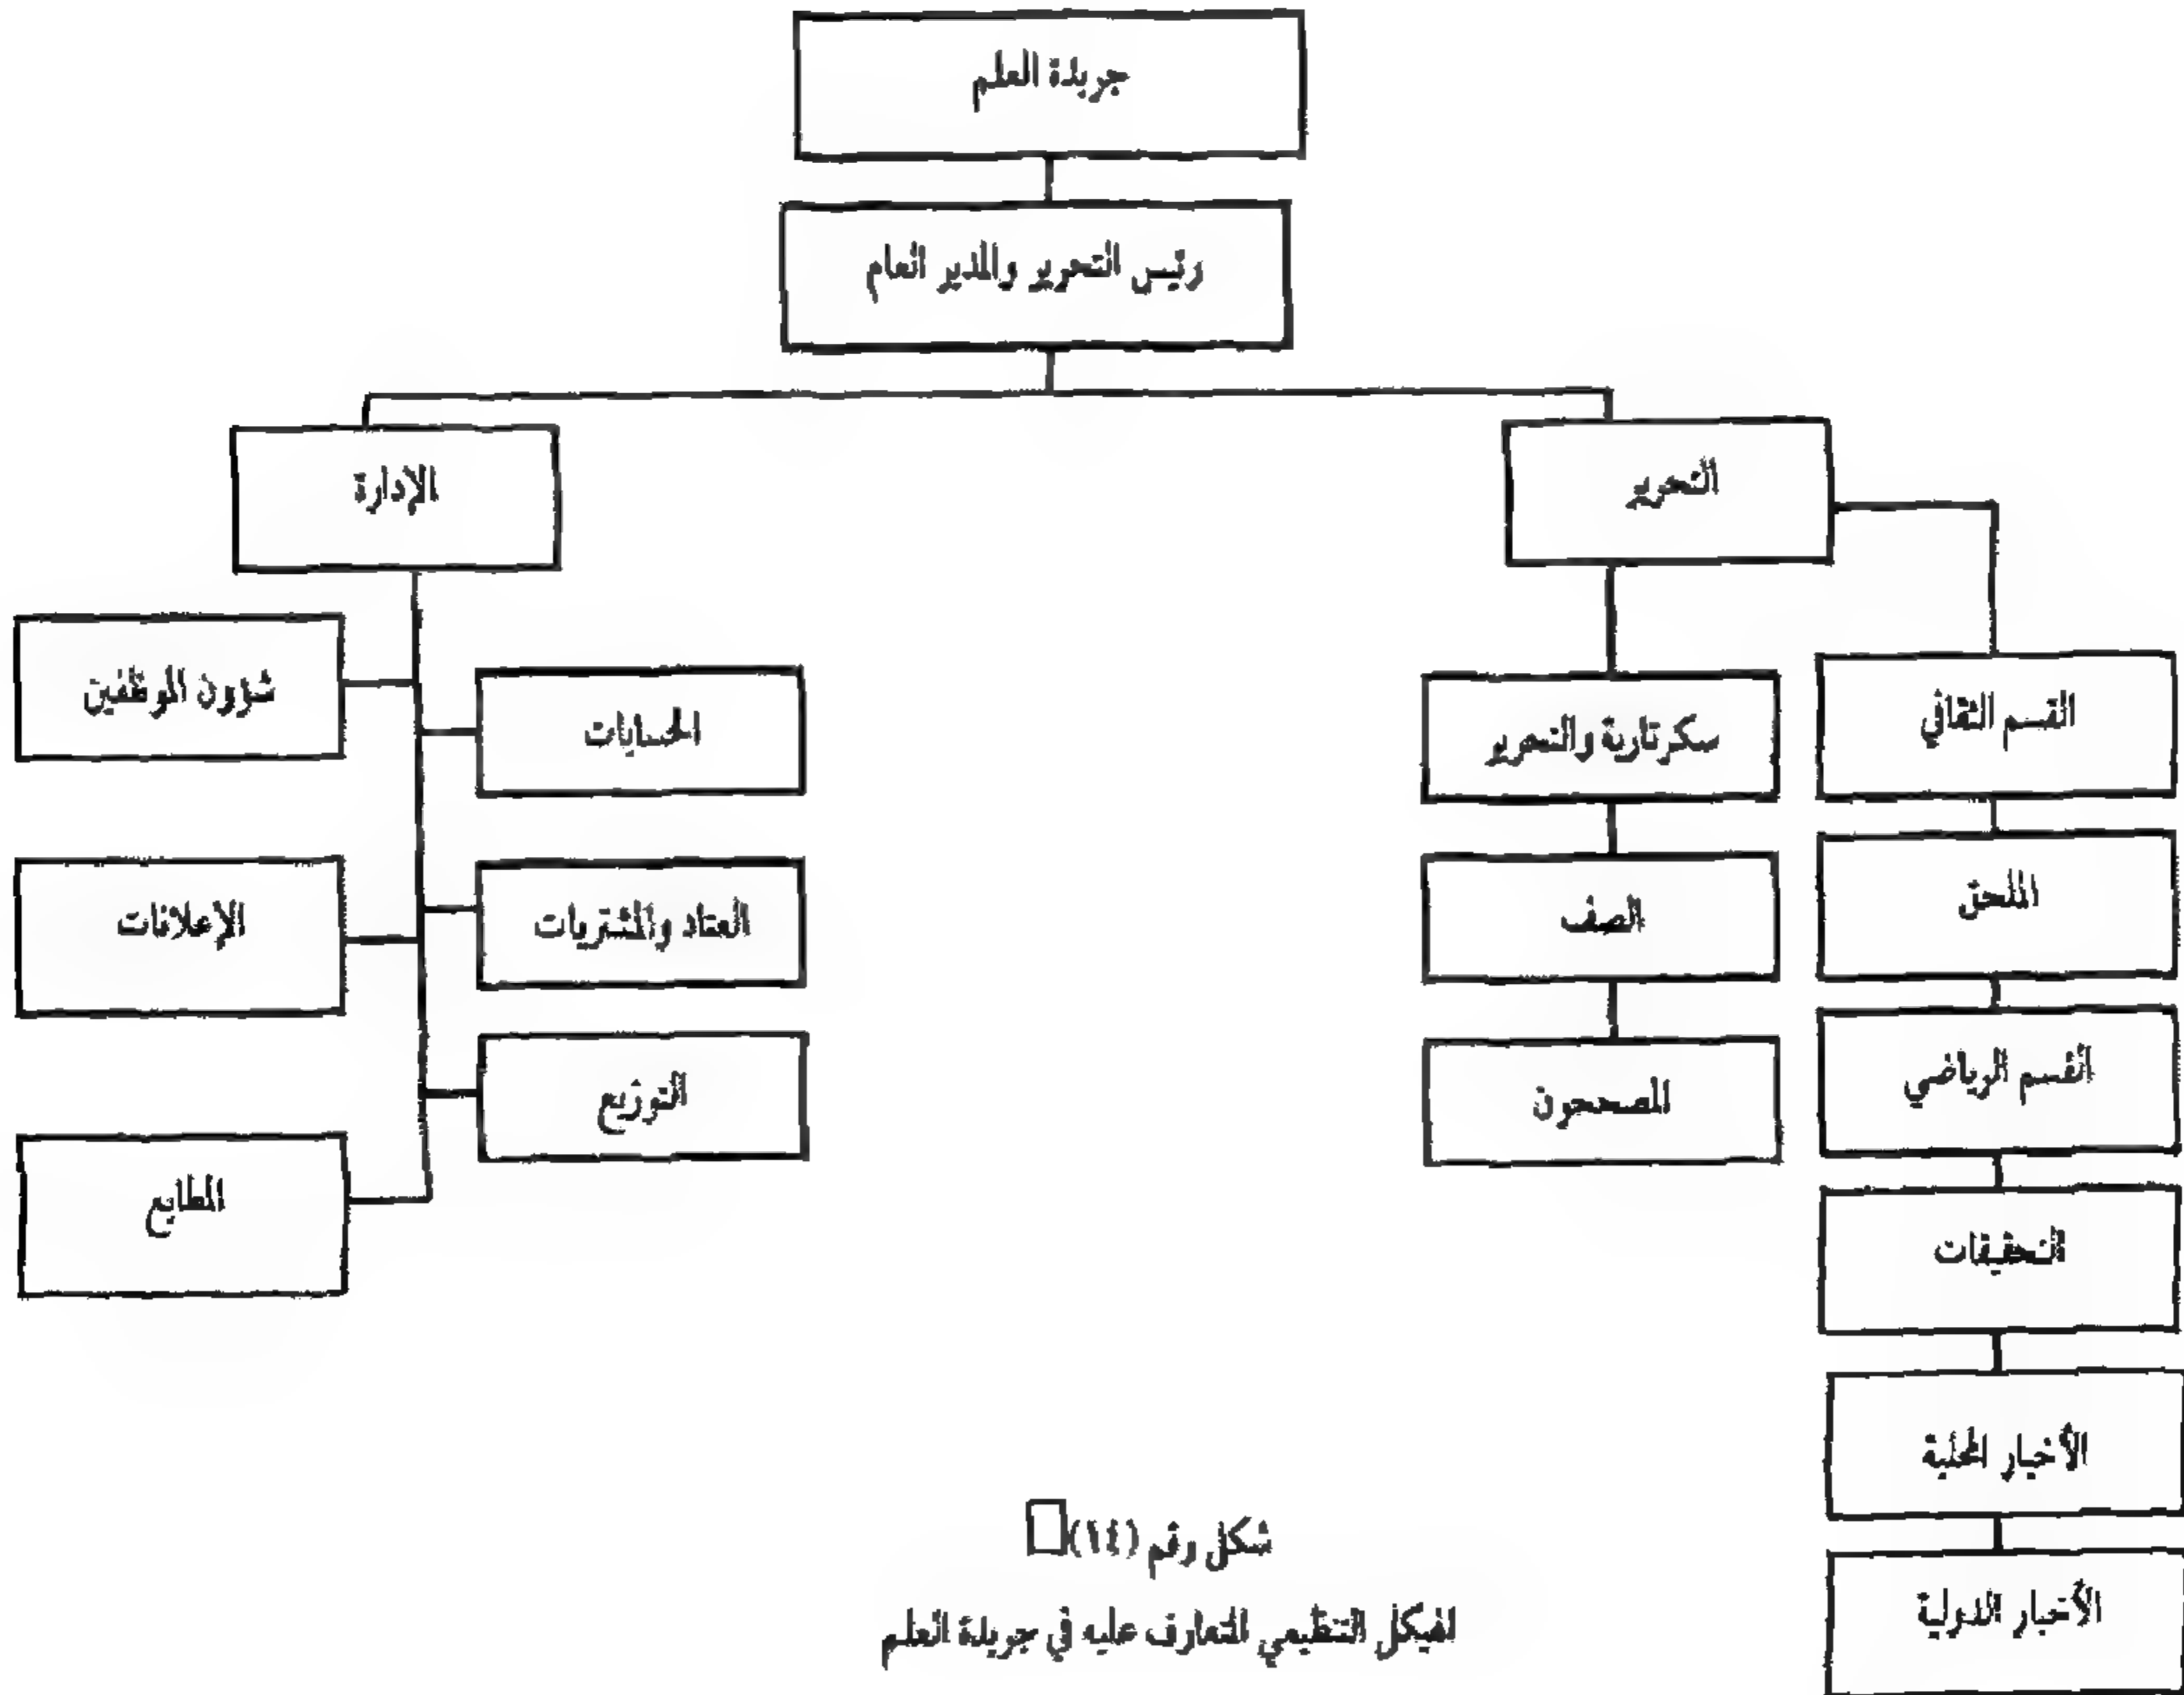 جريدة العلم
رئيس التحرير والمدير العام
التحرير
الإدارة
القسم الثقافي
الملحق
القسم الرياضي
التحقيقات
الأخبار المحلية
الأخبار الدولية
سكرتارية والتحرير
الصف
المصححون
الحسابات
العتاد والمشتريات
التوزيع
شؤون الموظفين
الإعلانات
المطابع
شكل رقم (١٤)
الهيكل التنظيمي المتعارف عليه في جريدة العلم